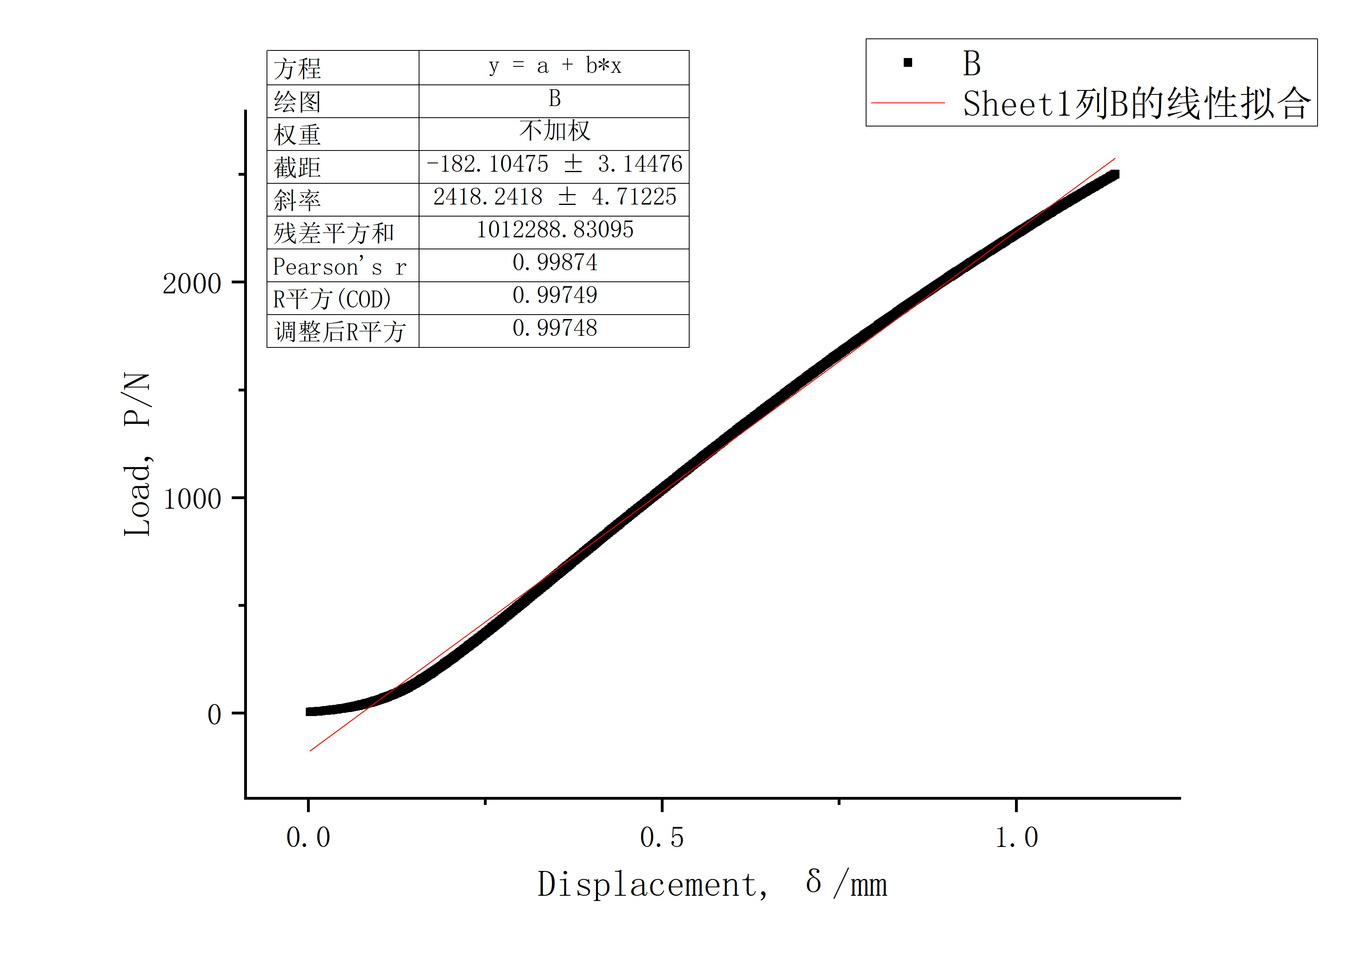 方程 y = a + b*x
绘图 B
权重 不加权
截距 -182.10475 ± 3.14476
斜率 2418.2418 ± 4.71225
残差平方和 1012288.83095
Pearson's r 0.99874
R平方(COD) 0.99749
调整后R平方 0.99748
B
Sheet1列B的线性拟合
2000
1000
0
Load, P/N
0.0 0.5 1.0
Displacement, δ/mm